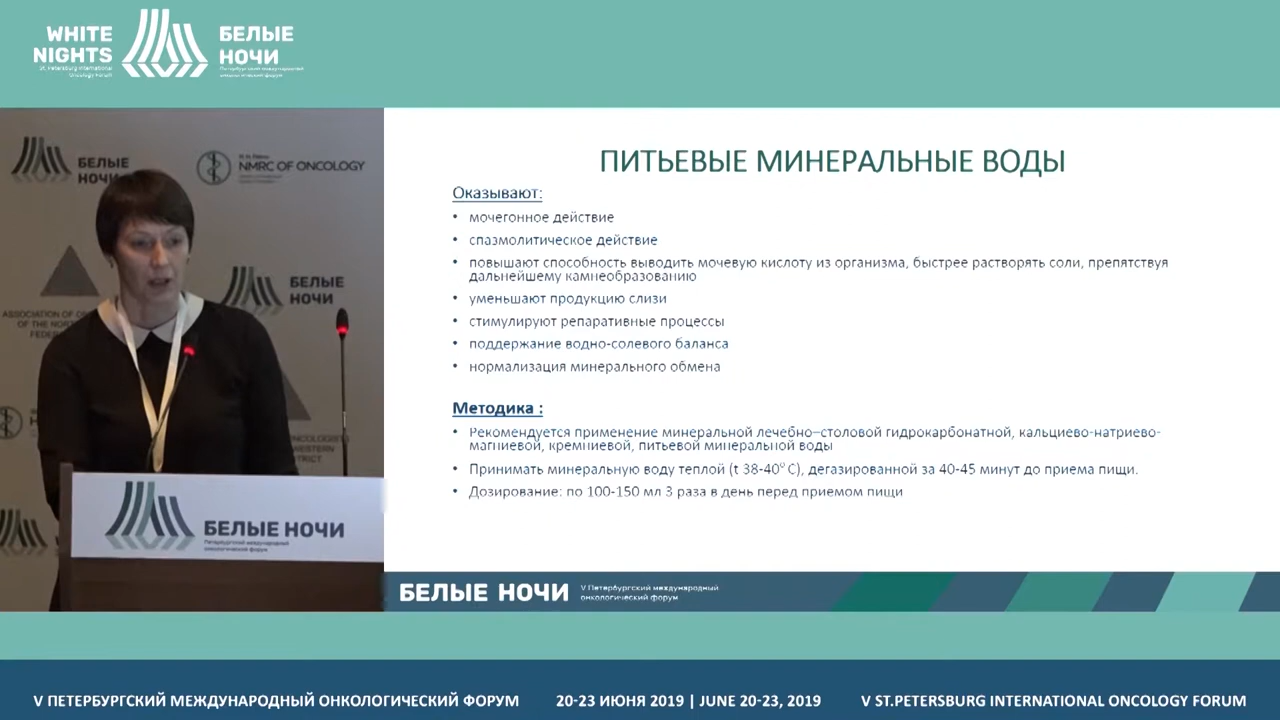 WHITE
NIGHTS
St. Petersburg International
Oncology Forum
БЕЛЫЕ
НОЧИ
Петербургский международный
онкологический форум
БЕЛЫЕ
НОЧИ
NMRC OF ONCOLOGY
БЕЛЫЕ
НОЧИ
ASSOCIATION OF
OF THE
БЕЛЫЕ НОЧИ
Петербургский международный
онкологический форум
ПИТЬЕВЫЕ МИНЕРАЛЬНЫЕ ВОДЫ
Оказывают:
• мочегонное действие
• спазмолитическое действие
• повышают способность выводить мочевую кислоту из организма, быстрее растворять соли, препятствуя
дальнейшему камнеобразованию
• уменьшают продукцию слизи
• стимулируют репаративные процессы
• поддержание водно-солевого баланса
• нормализация минерального обмена
Методика :
• Рекомендуется применение минеральной лечебно–столовой гидрокарбонатной, кальциево-натриево-
магниевой, кремниевой, питьевой минеральной воды
• Принимать минеральную воду теплой (t 38-40° С), дегазированной за 40-45 минут до приема пищи.
• Дозирование: по 100-150 мл 3 раза в день перед приемом пищи
БЕЛЫЕ НОЧИ
V Петербургский международный
онкологический форум
V ПЕТЕРБУРГСКИЙ МЕЖДУНАРОДНЫЙ ОНКОЛОГИЧЕСКИЙ ФОРУМ
20-23 ИЮНЯ 2019 | JUNE 20-23, 2019
V ST.PETERSBURG INTERNATIONAL ONCOLOGY FORUM